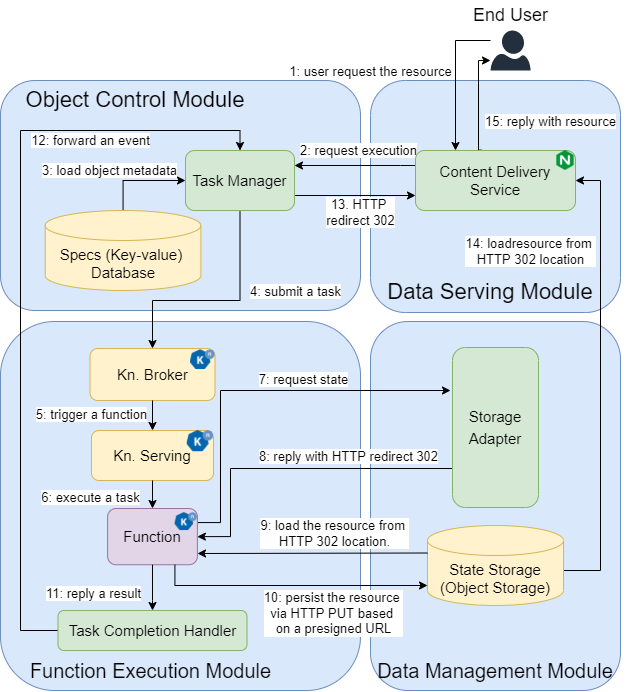 End User
1: user request the resource
Object Control Module
15: reply with resource
12: forward an event
2: request execution
3: load object metadata
Task Manager
Content Delivery
Service
13. HTTP
redirect 302
Specs (Key-value)
Database
14: loadresource from
HTTP 302 location
4: submit a task
Data Serving Module
Kn. Broker
7: request state
5: trigger a function
Storage
Adapter
Kn. Serving
8: reply with HTTP redirect 302
6: execute a task
Function
9: load the resource from
HTTP 302 location.
State Storage
(Object Storage)
11: reply a result
10: persist the resource
via HTTP PUT based
on a presigned URL
Task Completion Handler
Function Execution Module
Data Management Module